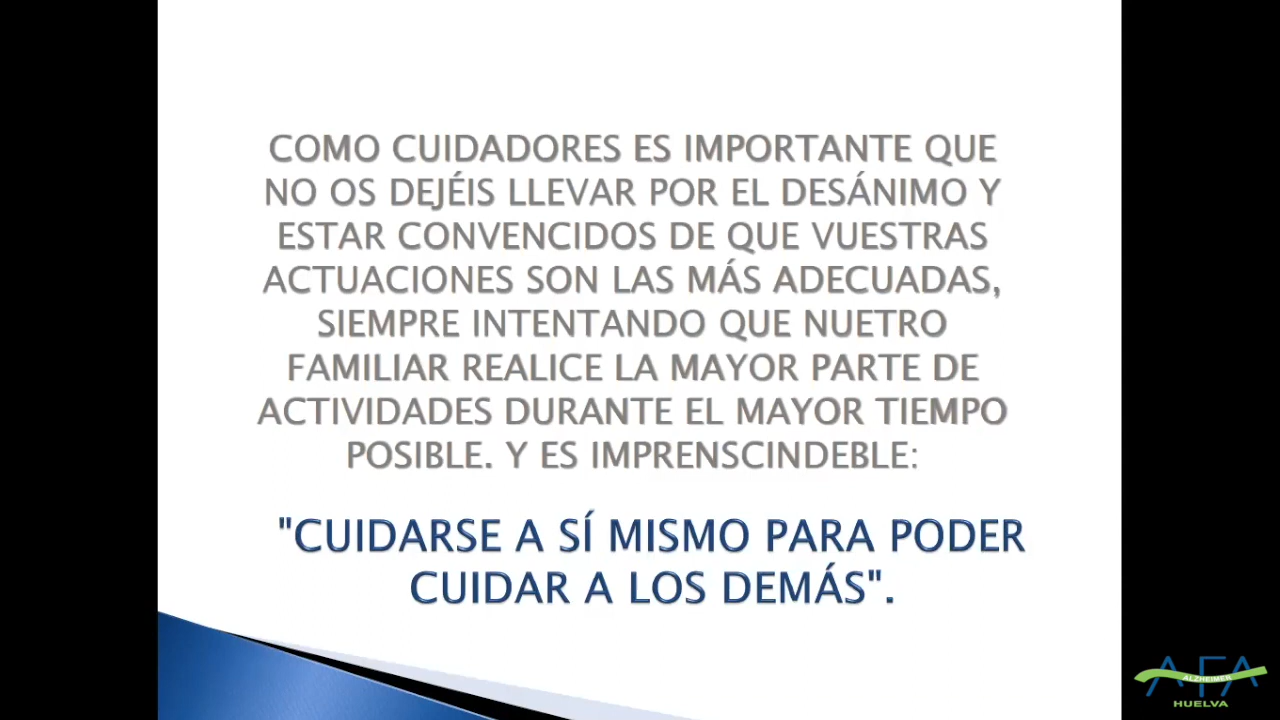 COMO CUIDADORES ES IMPORTANTE QUE
NO OS DEJÉIS LLEVAR POR EL DESÁNIMO Y
ESTAR CONVENCIDOS DE QUE VUESTRAS
ACTUACIONES SON LAS MÁS ADECUADAS,
SIEMPRE INTENTANDO QUE NUETRO
FAMILIAR REALICE LA MAYOR PARTE DE
ACTIVIDADES DURANTE EL MAYOR TIEMPO
POSIBLE. Y ES IMPRENSCINDEBLE:
"CUIDARSE A SÍ MISMO PARA PODER
CUIDAR A LOS DEMÁS".
AFA
ALZHEIMER
HUELVA